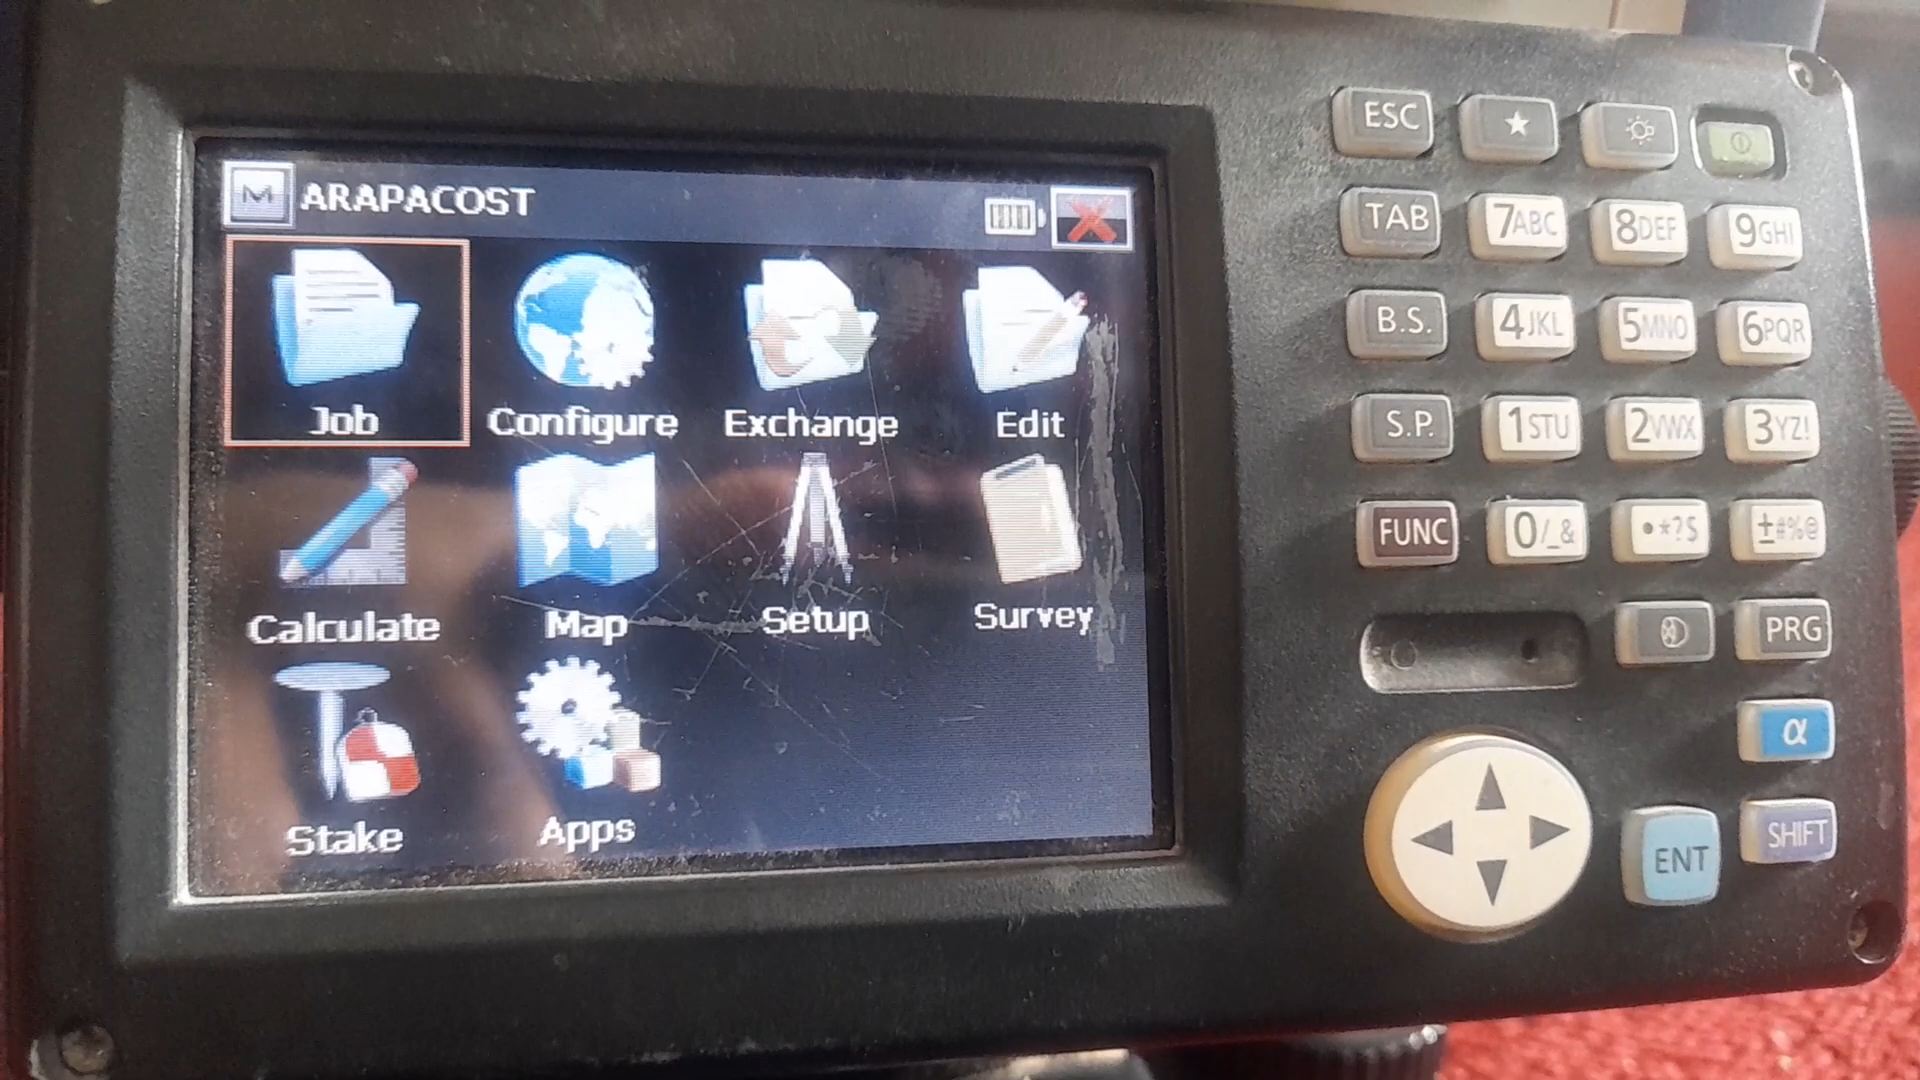 M ARAPACOST
Job Configure Exchange Edit
Calculate Map Setup Survey
Stake Apps
ESC ★
TAB 7ABC 8DEF 9GHI
B.S. 4JKL 5MNO 6PQR
S.P. 1STU 2VWX 3YZ!
FUNC 0/_& •*?$ ±#%@
PRG
α
ENT SHIFT